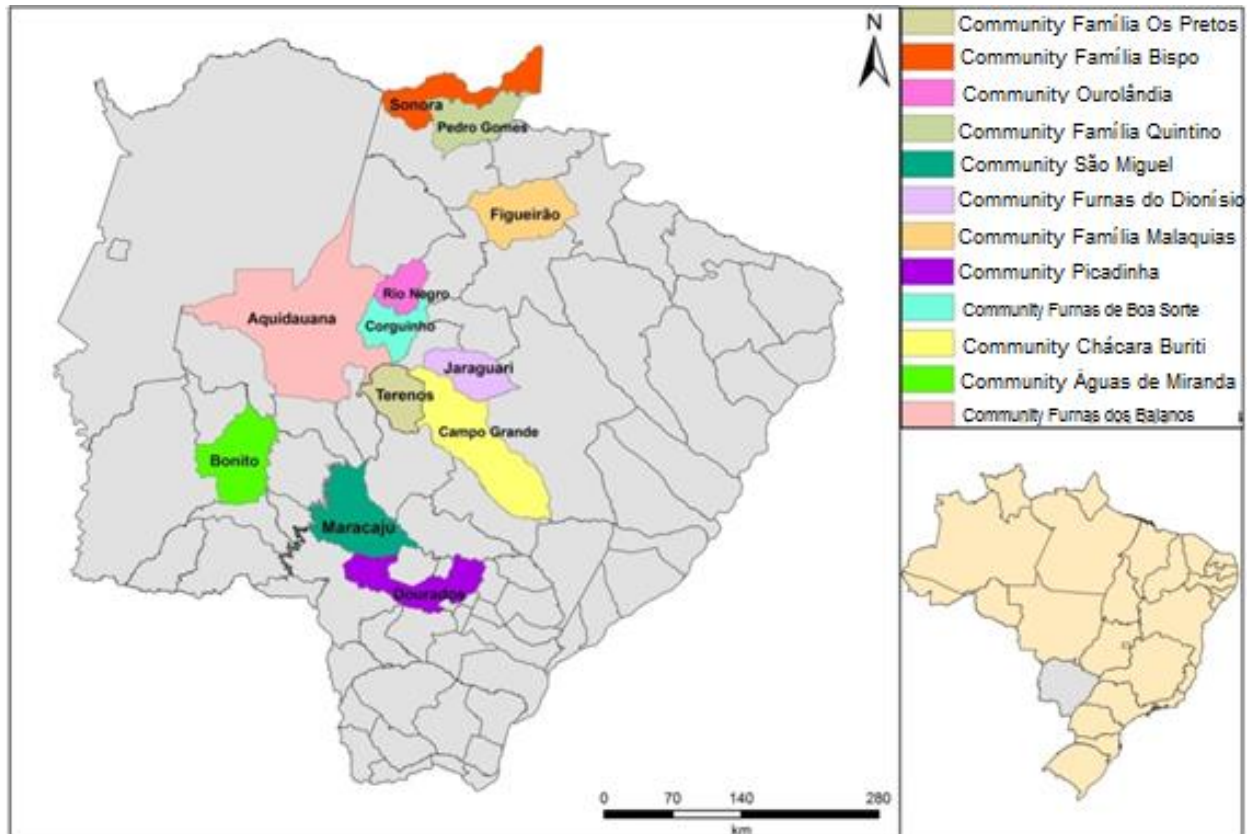 N
Sonora
Pedro Gomes
Figueirão
Rio Negro
Aquidauana
Corguinho
Jaraguari
Terenos
Campo Grande
Bonito
Maracaju
Dourados
0 70 140 280
km
Community Família Os Pretos
Community Família Bispo
Community Ourolândia
Community Família Quintino
Community São Miguel
Community Furnas do Dionísio
Community Família Malaquias
Community Picadinha
Community Furnas de Boa Sorte
Community Chácara Buriti
Community Águas de Miranda
Community Furnas dos Baianos